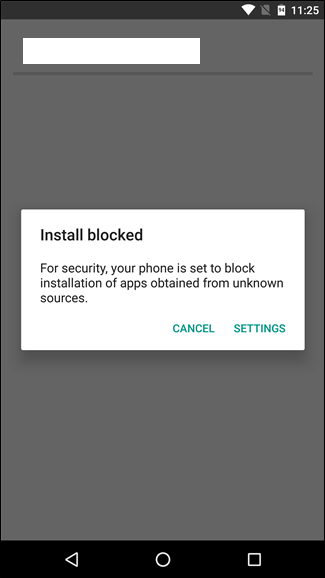 11:25
Install blocked
For security, your phone is set to block
installation of apps obtained from unknown
sources.
CANCEL SETTINGS